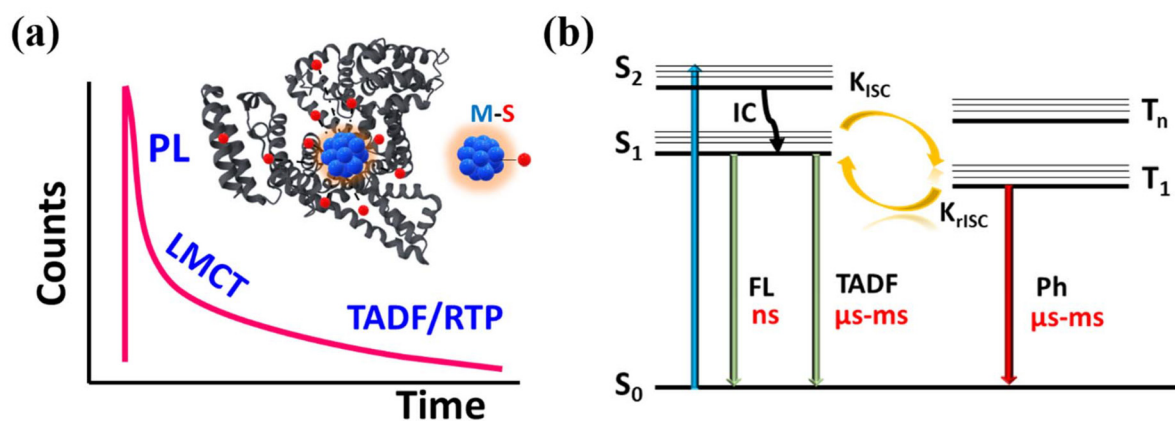 (a)
PL
LMCT
TADF/RTP
M-S
Counts
Time
(b)
S2
S1
S0
IC
KISC
KrISC
Tn
T1
FL
ns
TADF
µs-ms
Ph
µs-ms